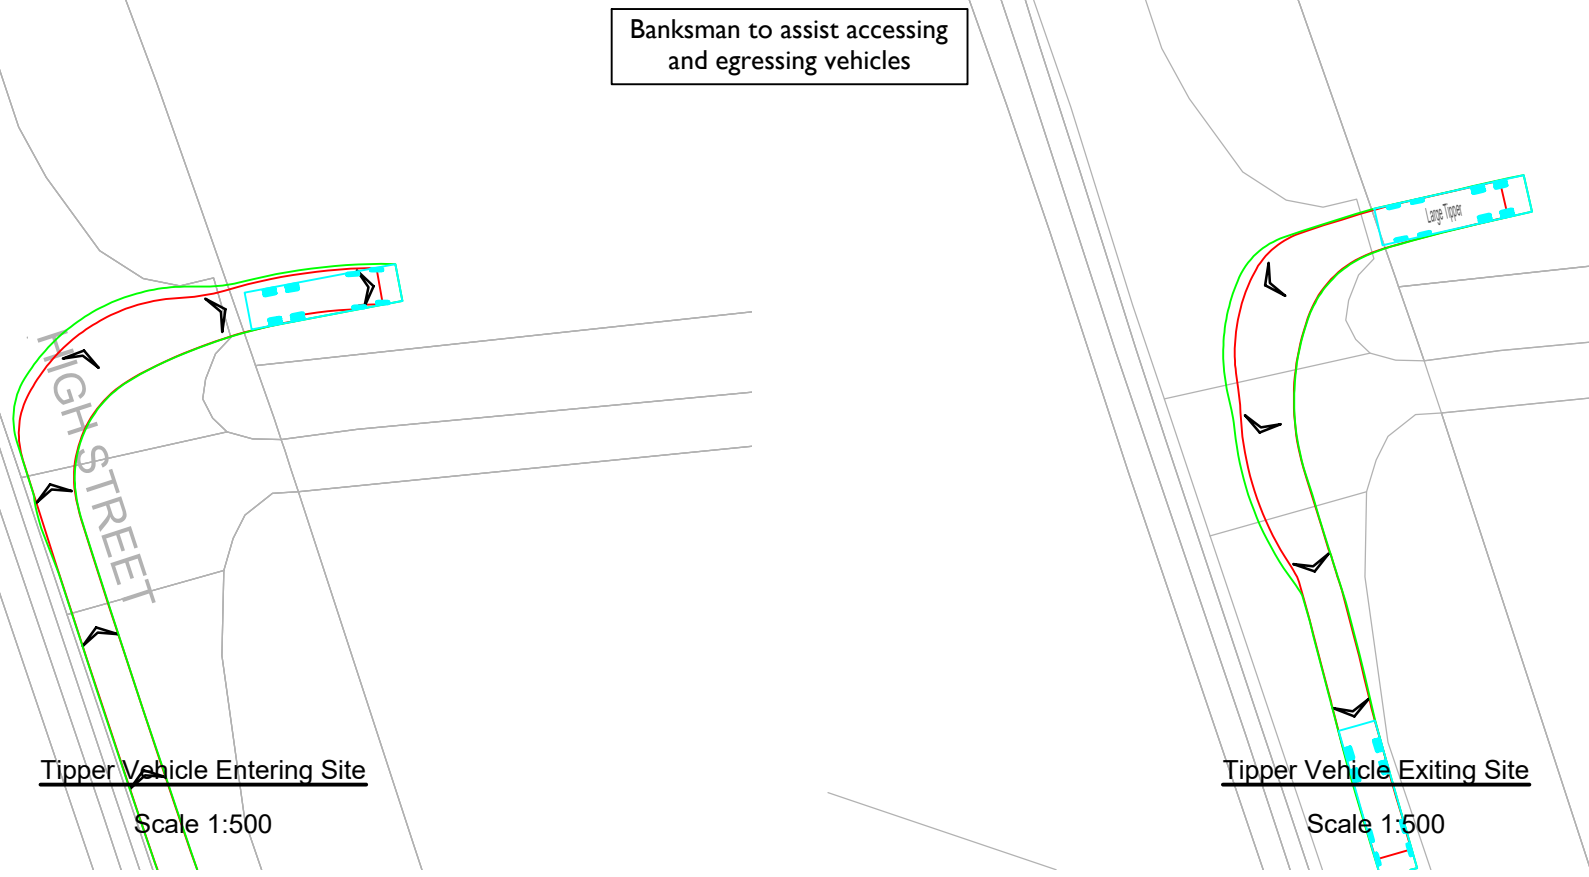 Banksman to assist accessing
and egressing vehicles
Large Tipper
HIGH STREET
Tipper Vehicle Entering Site
Scale 1:500
Tipper Vehicle Exiting Site
Scale 1:500